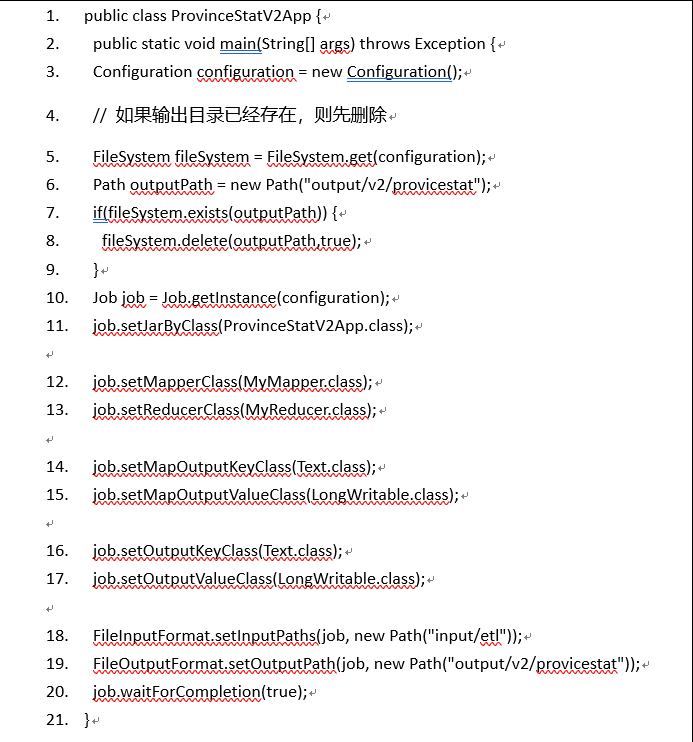 1. public class ProvinceStatV2App {
2. public static void main(String[] args) throws Exception {
3. Configuration configuration = new Configuration();
4. // 如果输出目录已经存在，则先删除
5. FileSystem fileSystem = FileSystem.get(configuration);
6. Path outputPath = new Path("output/v2/provicestat");
7. if(fileSystem.exists(outputPath)) {
8. fileSystem.delete(outputPath,true);
9. }
10. Job job = Job.getInstance(configuration);
11. job.setJarByClass(ProvinceStatV2App.class);
12. job.setMapperClass(MyMapper.class);
13. job.setReducerClass(MyReducer.class);
14. job.setMapOutputKeyClass(Text.class);
15. job.setMapOutputValueClass(LongWritable.class);
16. job.setOutputKeyClass(Text.class);
17. job.setOutputValueClass(LongWritable.class);
18. FileInputFormat.setInputPaths(job, new Path("input/etl"));
19. FileOutputFormat.setOutputPath(job, new Path("output/v2/provicestat"));
20. job.waitForCompletion(true);
21. }